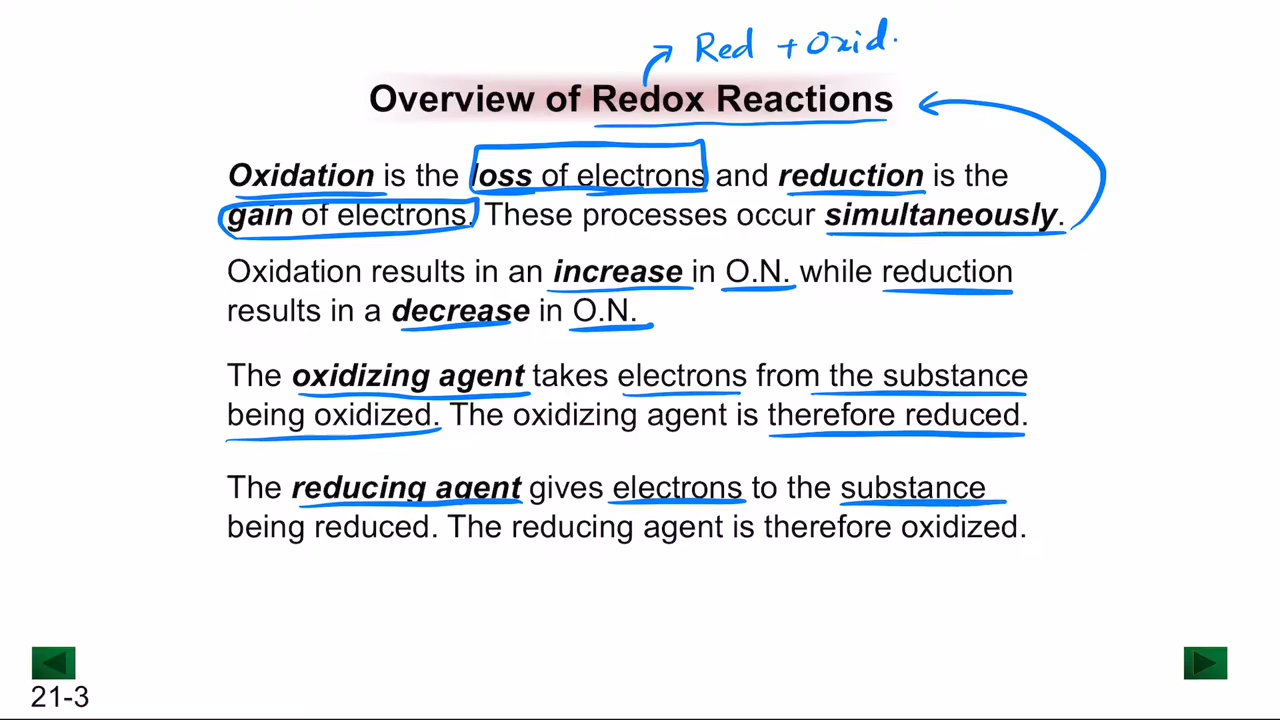 Red + Oxid.
Overview of Redox Reactions
Oxidation is the loss of electrons and reduction is the
gain of electrons. These processes occur simultaneously.
Oxidation results in an increase in O.N. while reduction
results in a decrease in O.N.
The oxidizing agent takes electrons from the substance
being oxidized. The oxidizing agent is therefore reduced.
The reducing agent gives electrons to the substance
being reduced. The reducing agent is therefore oxidized.
21-3